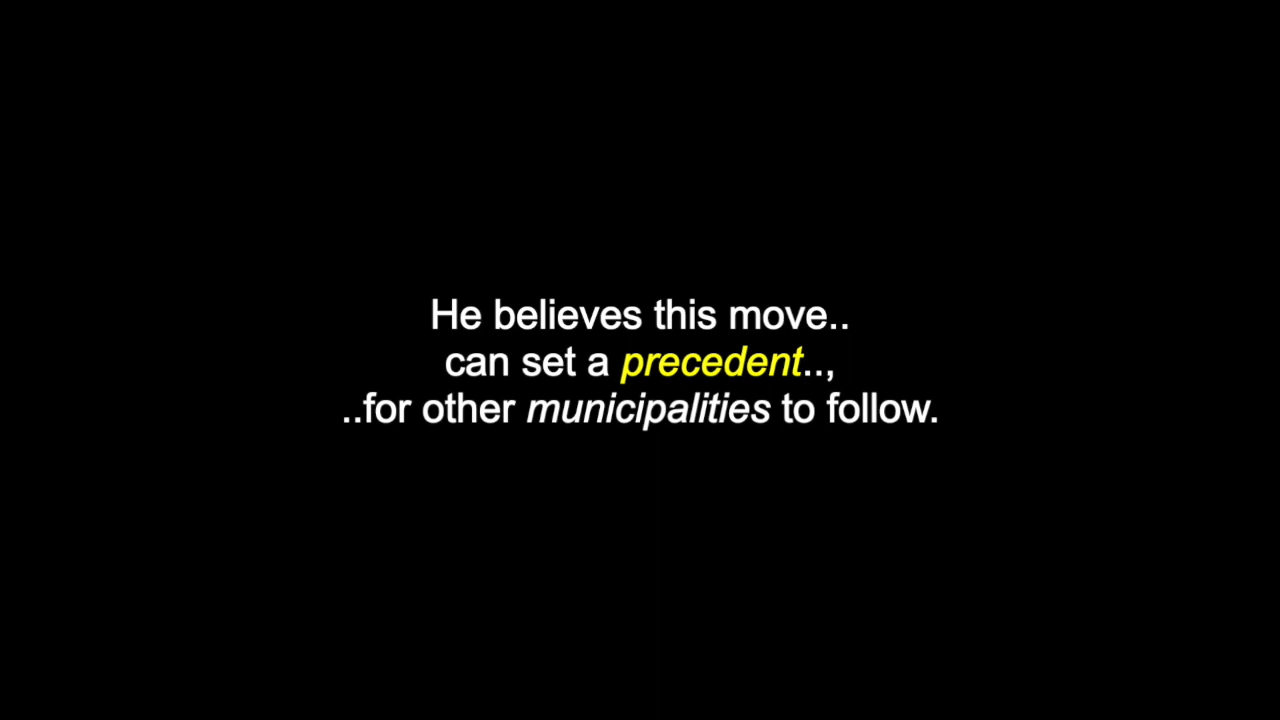 He believes this move..
can set a precedent..,
..for other municipalities to follow.